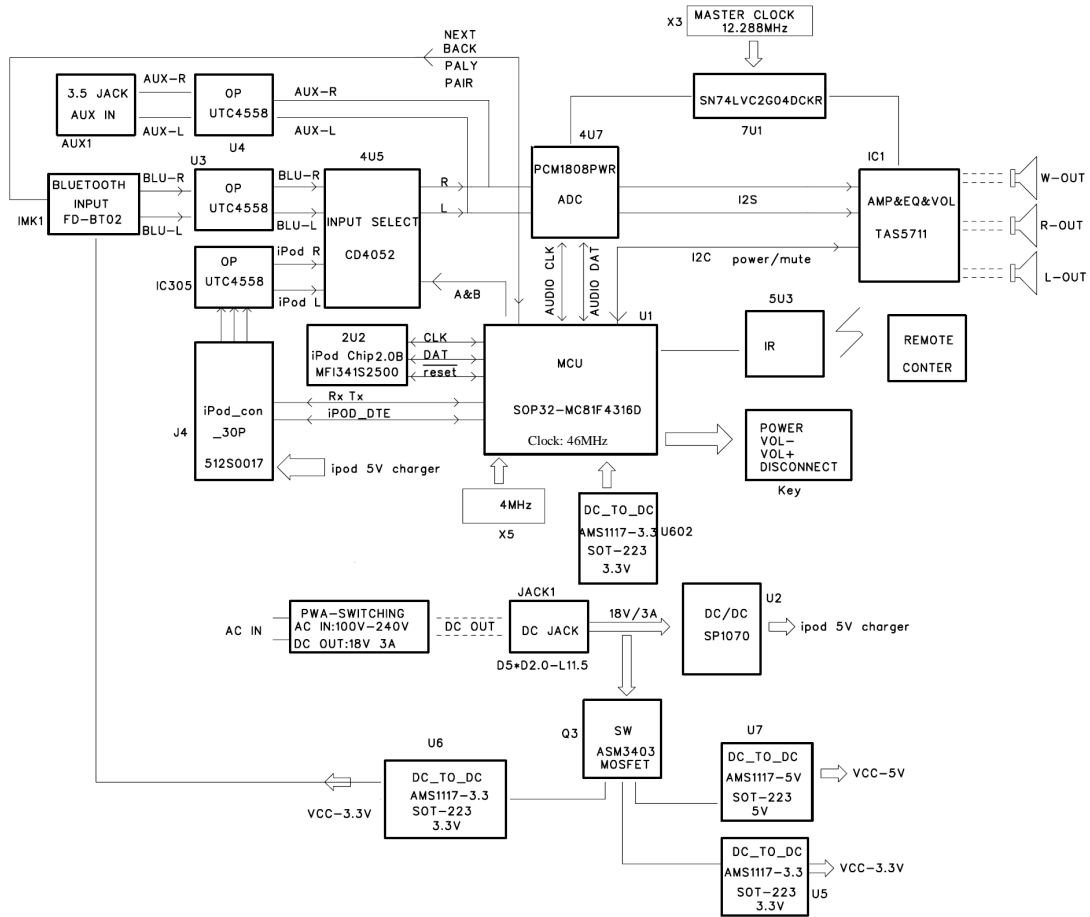 X3
MASTER CLOCK
12.288MHz
NEXT
BACK
PALY
PAIR
3.5 JACK
AUX IN
AUX1
AUX-R
AUX-L
OP
UTC4558
U4
AUX-R
AUX-L
SN74LVC2G04DCKR
7U1
4U7
PCM1808PWR
ADC
IC1
AMP&EQ&VOL
TAS5711
W-OUT
R-OUT
L-OUT
BLUETOOTH
INPUT
FD-BT02
IMK1
BLU-R
BLU-L
U3
OP
UTC4558
BLU-R
BLU-L
4U5
INPUT SELECT
CD4052
R
L
I2S
I2C power/mute
OP
UTC4558
IC305
iPod R
iPod L
A&B
AUDIO CLK
AUDIO DAT
U1
MCU
SOP32-MC81F4316D
Clock: 46MHz
2U2
iPod Chip2.0B
MFI341S2500
CLK
DAT
reset
Rx Tx
iPOD_DTE
J4
iPod_con
_30P
512S0017
ipod 5V charger
5U3
IR
REMOTE
CONTER
POWER
VOL-
VOL+
DISCONNECT
Key
4MHz
X5
DC_TO_DC
AMS1117-3.3
SOT-223
3.3V
U602
AC IN
PWA-SWITCHING
AC IN:100V-240V
DC OUT:18V 3A
DC OUT
JACK1
DC JACK
D5*D2.0-L11.5
18V/3A
U2
DC/DC
SP1070
ipod 5V charger
Q3
SW
ASM3403
MOSFET
U6
DC_TO_DC
AMS1117-3.3
SOT-223
3.3V
VCC-3.3V
U7
DC_TO_DC
AMS1117-5V
SOT-223
5V
VCC-5V
DC_TO_DC
AMS1117-3.3
SOT-223
3.3V
U5
VCC-3.3V